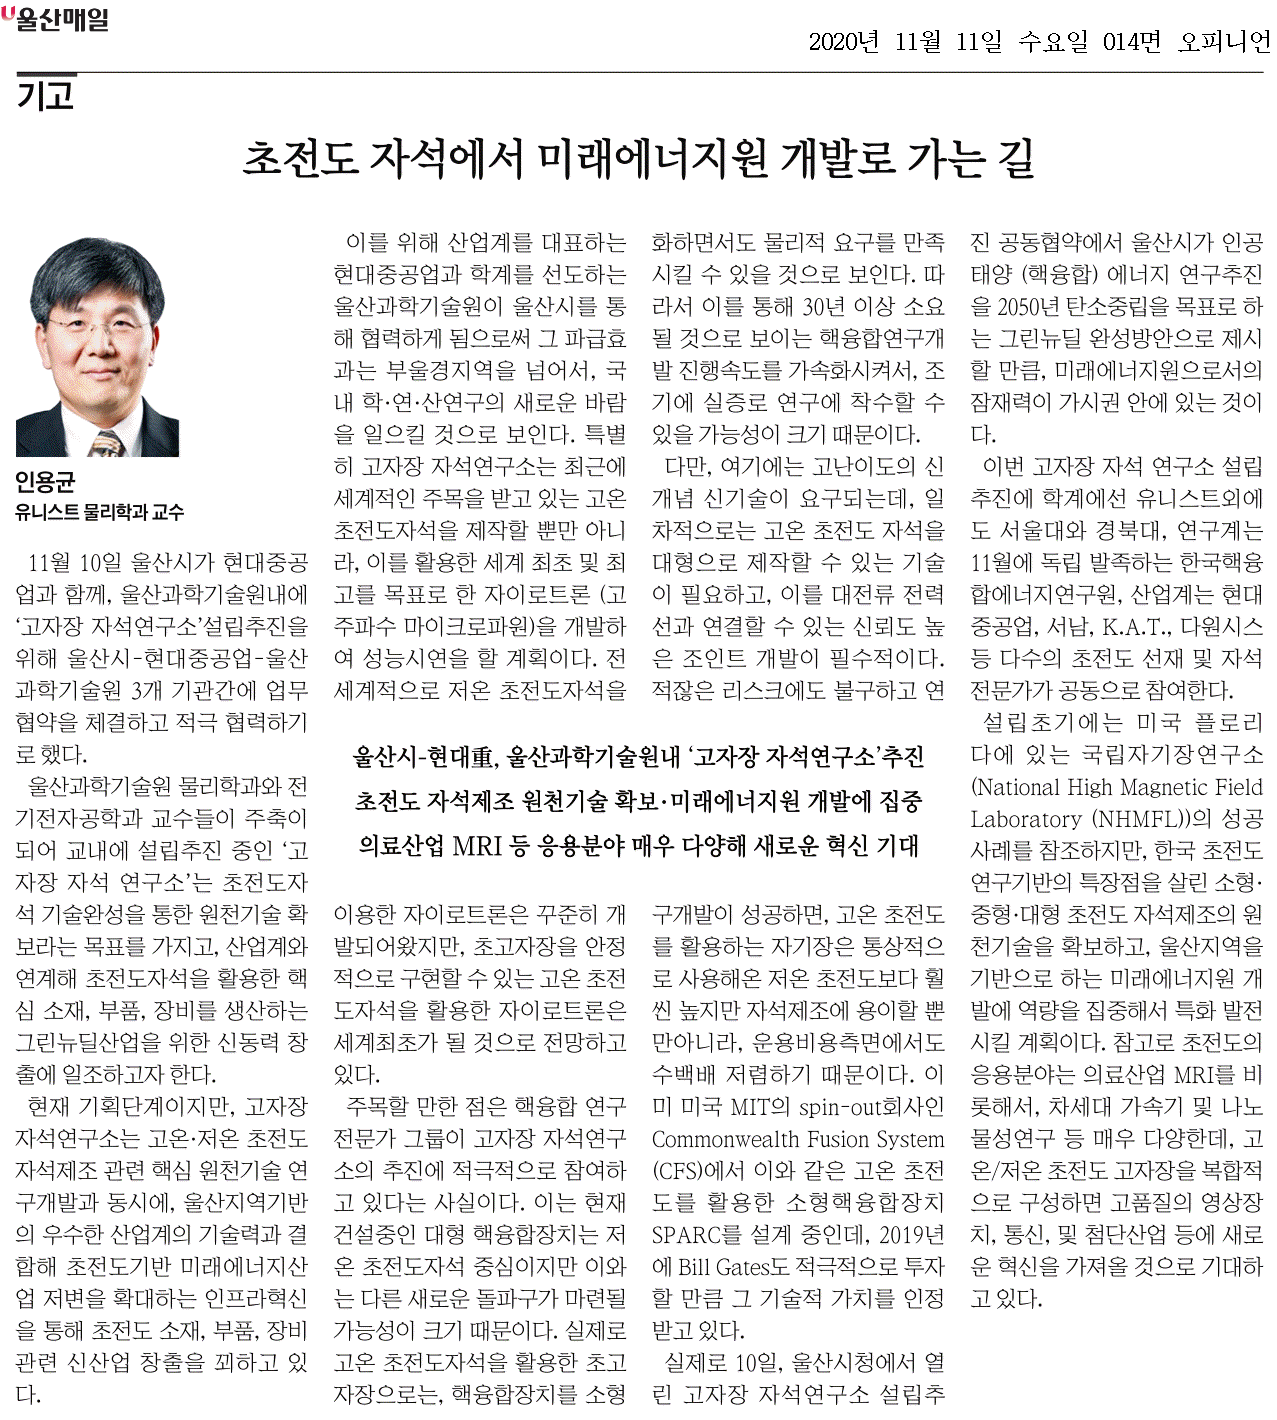 울산매일
2020년 11월 11일 수요일 014면 오피니언
기고
초전도 자석에서 미래에너지원 개발로 가는 길
인용균
유니스트 물리학과 교수
11월 10일 울산시가 현대중공
업과 함께, 울산과학기술원내에
‘고자장 자석연구소’설립추진을
위해 울산시-현대중공업-울산
과학기술원 3개 기관간에 업무
협약을 체결하고 적극 협력하기
로 했다.
울산과학기술원 물리학과와 전
기전자공학과 교수들이 주축이
되어 교내에 설립추진 중인 ‘고
자장 자석 연구소’는 초전도자
석 기술완성을 통한 원천기술 확
보라는 목표를 가지고, 산업계와
연계해 초전도자석을 활용한 핵
심 소재, 부품, 장비를 생산하는
그린뉴딜산업을 위한 신동력 창
출에 일조하고자 한다.
현재 기획단계이지만, 고자장
자석연구소는 고온·저온 초전도
자석제조 관련 핵심 원천기술 연
구개발과 동시에, 울산지역기반
의 우수한 산업계의 기술력과 결
합해 초전도기반 미래에너지산
업 저변을 확대하는 인프라혁신
을 통해 초전도 소재, 부품, 장비
관련 신산업 창출을 꾀하고 있
다.
이를 위해 산업계를 대표하는
현대중공업과 학계를 선도하는
울산과학기술원이 울산시를 통
해 협력하게 됨으로써 그 파급효
과는 부울경지역을 넘어서, 국
내 학·연·산연구의 새로운 바람
을 일으킬 것으로 보인다. 특별
히 고자장 자석연구소는 최근에
세계적인 주목을 받고 있는 고온
초전도자석을 제작할 뿐만 아니
라, 이를 활용한 세계 최초 및 최
고를 목표로 한 자이로트론 (고
주파수 마이크로파원)을 개발하
여 성능시연을 할 계획이다. 전
세계적으로 저온 초전도자석을
울산시-현대重, 울산과학기술원내 ‘고자장 자석연구소’추진
초전도 자석제조 원천기술 확보·미래에너지원 개발에 집중
의료산업 MRI 등 응용분야 매우 다양해 새로운 혁신 기대
이용한 자이로트론은 꾸준히 개
발되어왔지만, 초고자장을 안정
적으로 구현할 수 있는 고온 초전
도자석을 활용한 자이로트론은
세계최초가 될 것으로 전망하고
있다.
주목할 만한 점은 핵융합 연구
전문가 그룹이 고자장 자석연구
소의 추진에 적극적으로 참여하
고 있다는 사실이다. 이는 현재
건설중인 대형 핵융합장치는 저
온 초전도자석 중심이지만 이와
는 다른 새로운 돌파구가 마련될
가능성이 크기 때문이다. 실제로
고온 초전도자석을 활용한 초고
자장으로는, 핵융합장치를 소형
화하면서도 물리적 요구를 만족
시킬 수 있을 것으로 보인다. 따
라서 이를 통해 30년 이상 소요
될 것으로 보이는 핵융합연구개
발 진행속도를 가속화시켜서, 조
기에 실증로 연구에 착수할 수
있을 가능성이 크기 때문이다.
다만, 여기에는 고난이도의 신
개념 신기술이 요구되는데, 일
차적으로는 고온 초전도 자석을
대형으로 제작할 수 있는 기술
이 필요하고, 이를 대전류 전력
선과 연결할 수 있는 신뢰도 높
은 조인트 개발이 필수적이다.
적잖은 리스크에도 불구하고 연
구개발이 성공하면, 고온 초전도
를 활용하는 자기장은 통상적으
로 사용해온 저온 초전도보다 훨
씬 높지만 자석제조에 용이할 뿐
만아니라, 운용비용측면에서도
수백배 저렴하기 때문이다. 이
미 미국 MIT의 spin-out회사인
Commonwealth Fusion System
(CFS)에서 이와 같은 고온 초전
도를 활용한 소형핵융합장치
SPARC를 설계 중인데, 2019년
에 Bill Gates도 적극적으로 투자
할 만큼 그 기술적 가치를 인정
받고 있다.
실제로 10일, 울산시청에서 열
린 고자장 자석연구소 설립추
진 공동협약에서 울산시가 인공
태양 (핵융합) 에너지 연구추진
을 2050년 탄소중립을 목표로 하
는 그린뉴딜 완성방안으로 제시
할 만큼, 미래에너지원으로서의
잠재력이 가시권 안에 있는 것이
다.
이번 고자장 자석 연구소 설립
추진에 학계에선 유니스트외에
도 서울대와 경북대, 연구계는
11월에 독립 발족하는 한국핵융
합에너지연구원, 산업계는 현대
중공업, 서남, K.A.T., 다원시스
등 다수의 초전도 선재 및 자석
전문가가 공동으로 참여한다.
설립초기에는 미국 플로리
다에 있는 국립자기장연구소
(National High Magnetic Field
Laboratory (NHMFL))의 성공
사례를 참조하지만, 한국 초전도
연구기반의 특장점을 살린 소형·
중형·대형 초전도 자석제조의 원
천기술을 확보하고, 울산지역을
기반으로 하는 미래에너지원 개
발에 역량을 집중해서 특화 발전
시킬 계획이다. 참고로 초전도의
응용분야는 의료산업 MRI를 비
롯해서, 차세대 가속기 및 나노
물성연구 등 매우 다양한데, 고
온/저온 초전도 고자장을 복합적
으로 구성하면 고품질의 영상장
치, 통신, 및 첨단산업 등에 새로
운 혁신을 가져올 것으로 기대하
고 있다.